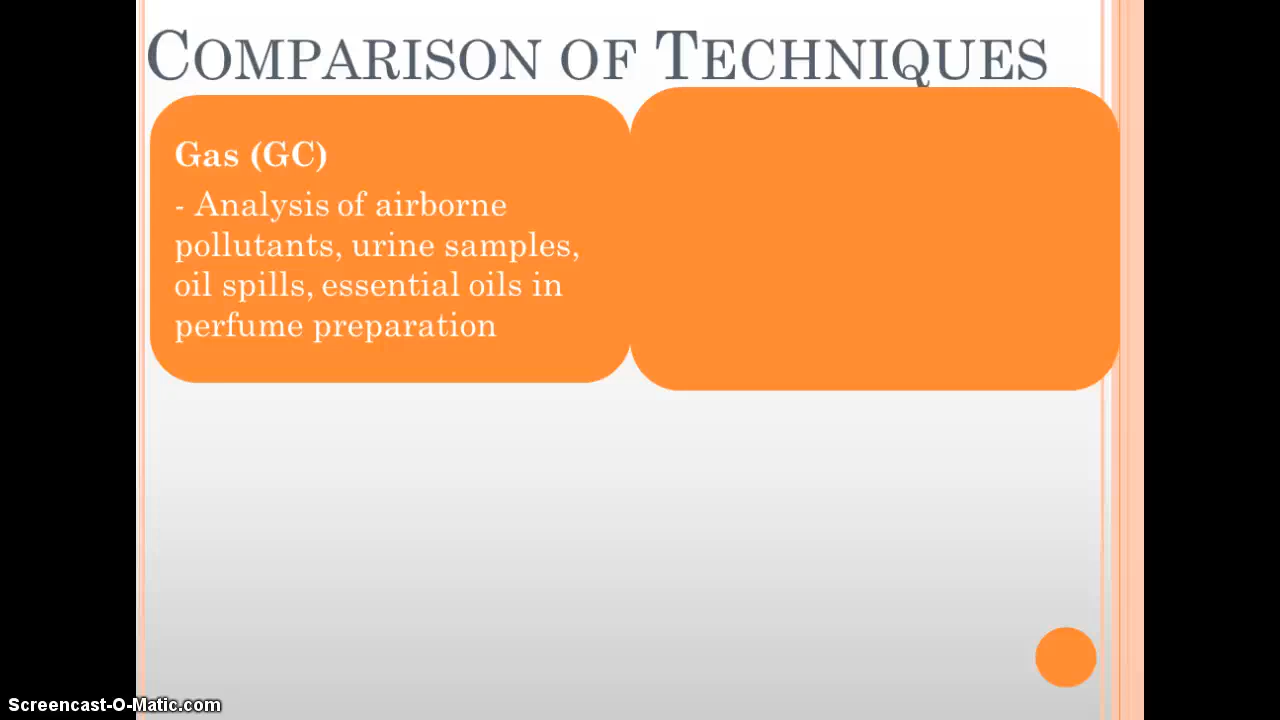 COMPARISON OF TECHNIQUES
Gas (GC)
- Analysis of airborne
pollutants, urine samples,
oil spills, essential oils in
perfume preparation
Screencast-O-Matic.com